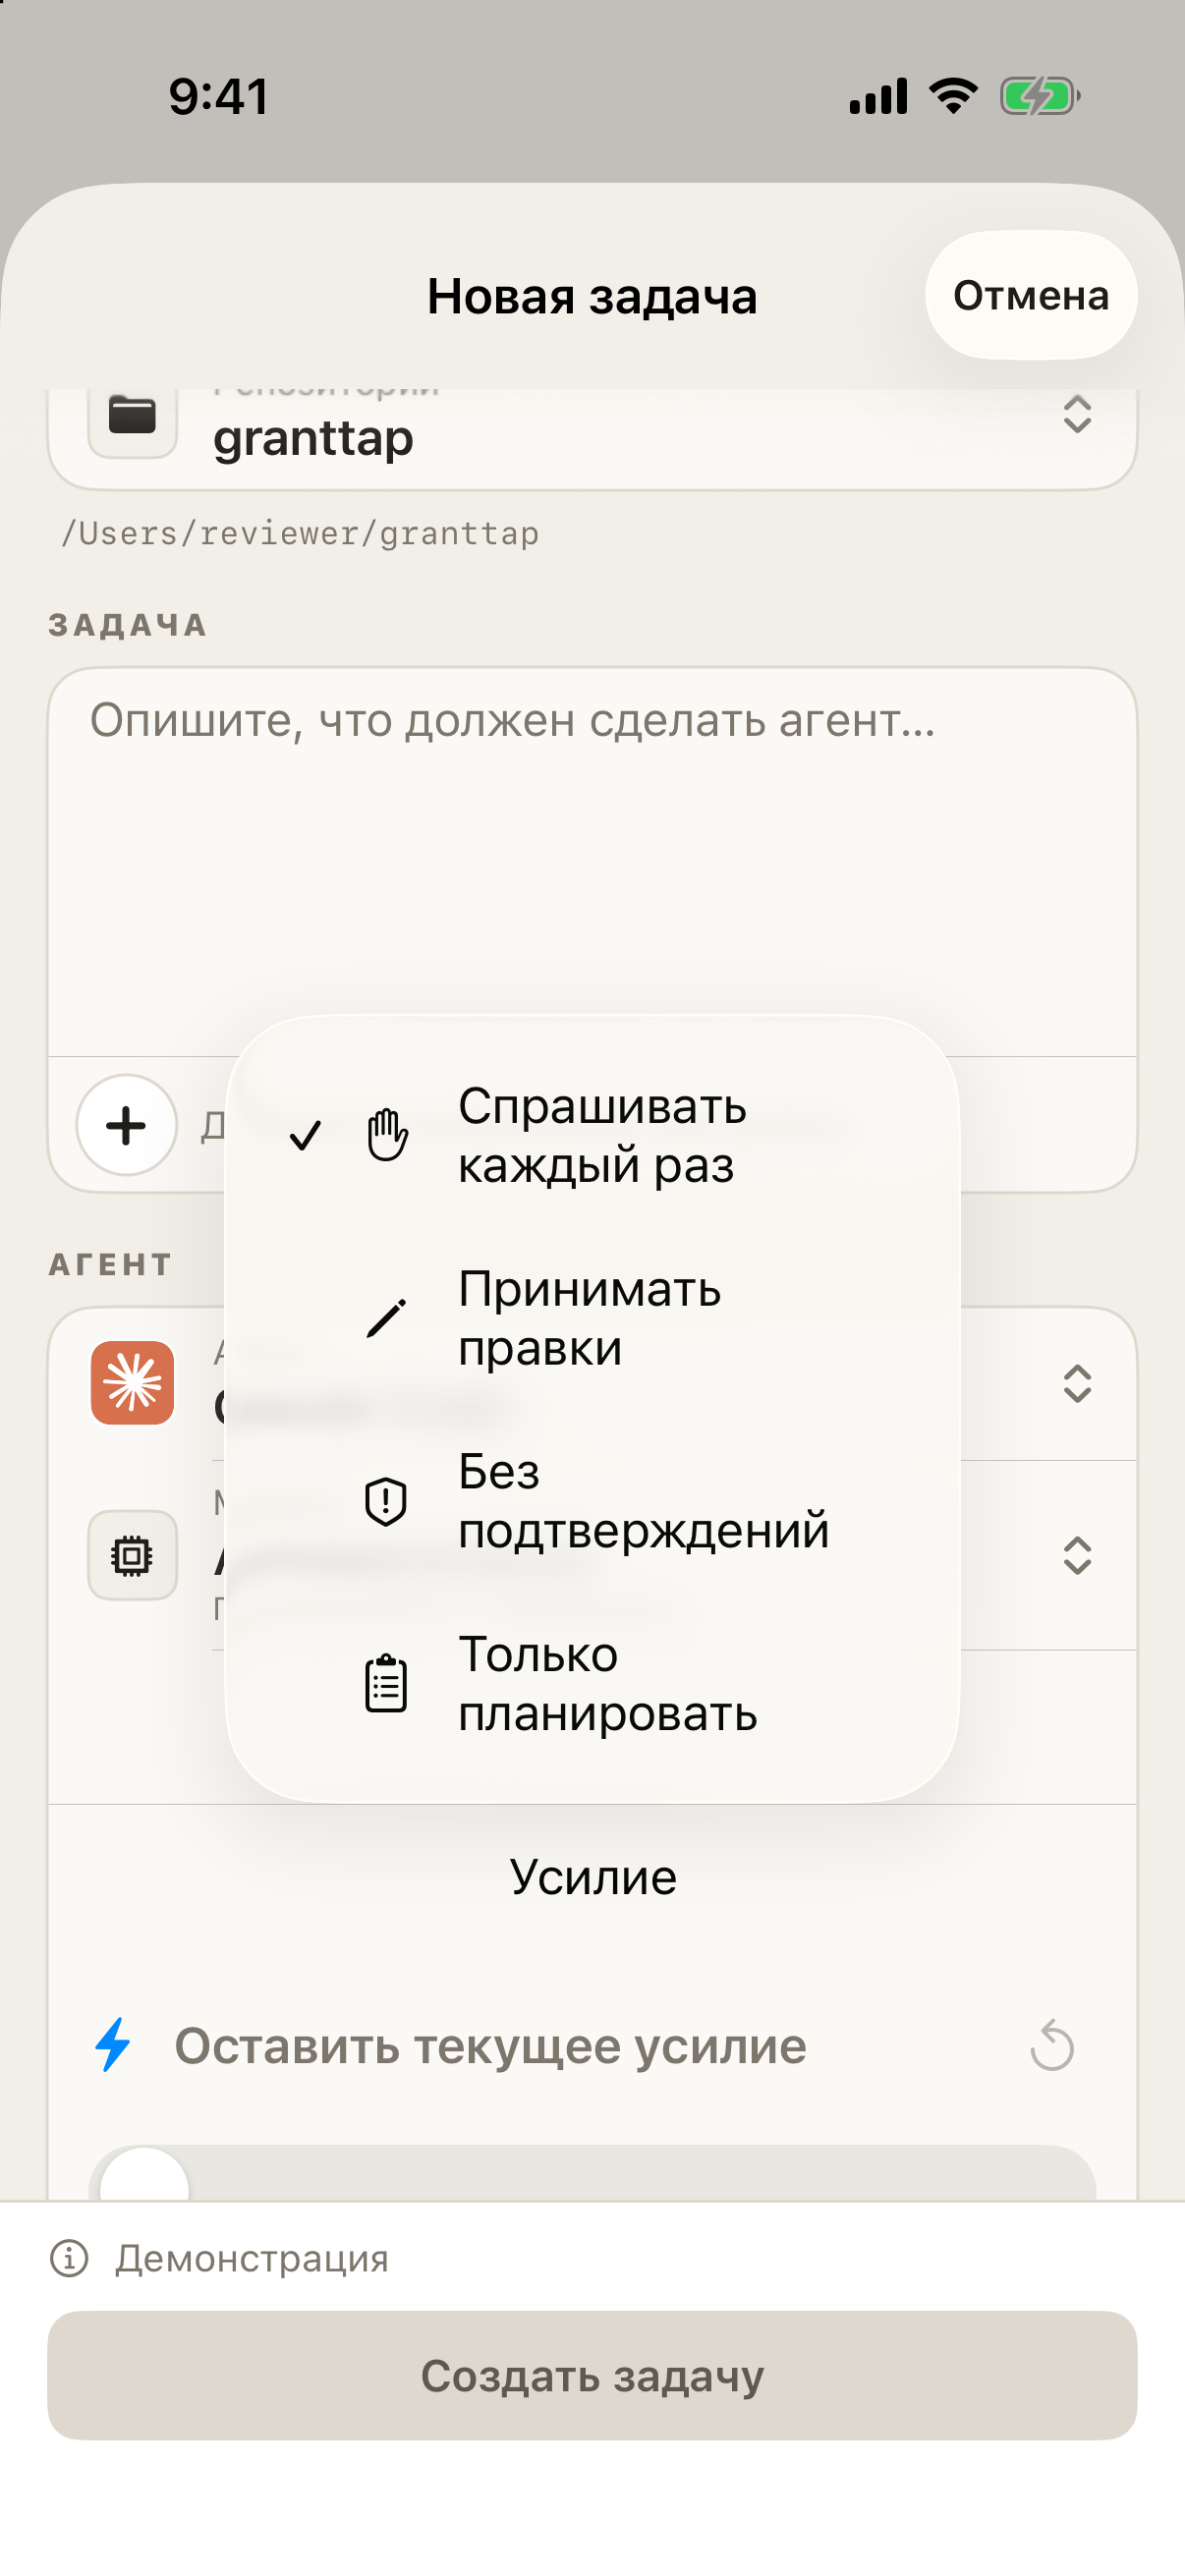 9:41
Новая задача
Отмена
Репозиторий
granttap
/Users/reviewer/granttap
ЗАДАЧА
Опишите, что должен сделать агент...
Спрашивать
каждый раз
АГЕНТ
Принимать
правки
Без
подтверждений
Только
планировать
Усилие
Оставить текущее усилие
Демонстрация
Создать задачу